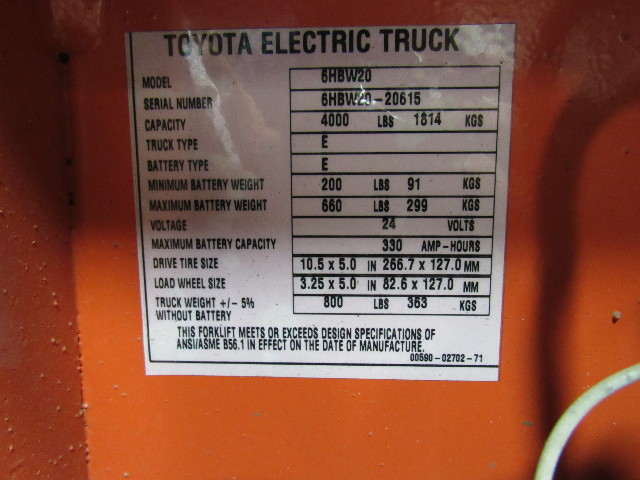 TOYOTA ELECTRIC TRUCK
MODEL 6HBW20
SERIAL NUMBER 6HBW20-20615
CAPACITY 4000 LBS 1814 KGS
TRUCK TYPE E
BATTERY TYPE E
MINIMUM BATTERY WEIGHT 200 LBS 91 KGS
MAXIMUM BATTERY WEIGHT 660 LBS 299 KGS
VOLTAGE 24 VOLTS
MAXIMUM BATTERY CAPACITY 330 AMP-HOURS
DRIVE TIRE SIZE 10.5 x 5.0 IN 266.7 x 127.0 MM
LOAD WHEEL SIZE 3.25 x 5.0 IN 82.6 x 127.0 MM
TRUCK WEIGHT +/- 5% 800 LBS 363 KGS
WITHOUT BATTERY
THIS FORKLIFT MEETS OR EXCEEDS DESIGN SPECIFICATIONS OF
ANSI/ASME B56.1 IN EFFECT ON THE DATE OF MANUFACTURE.
00590-02702-71